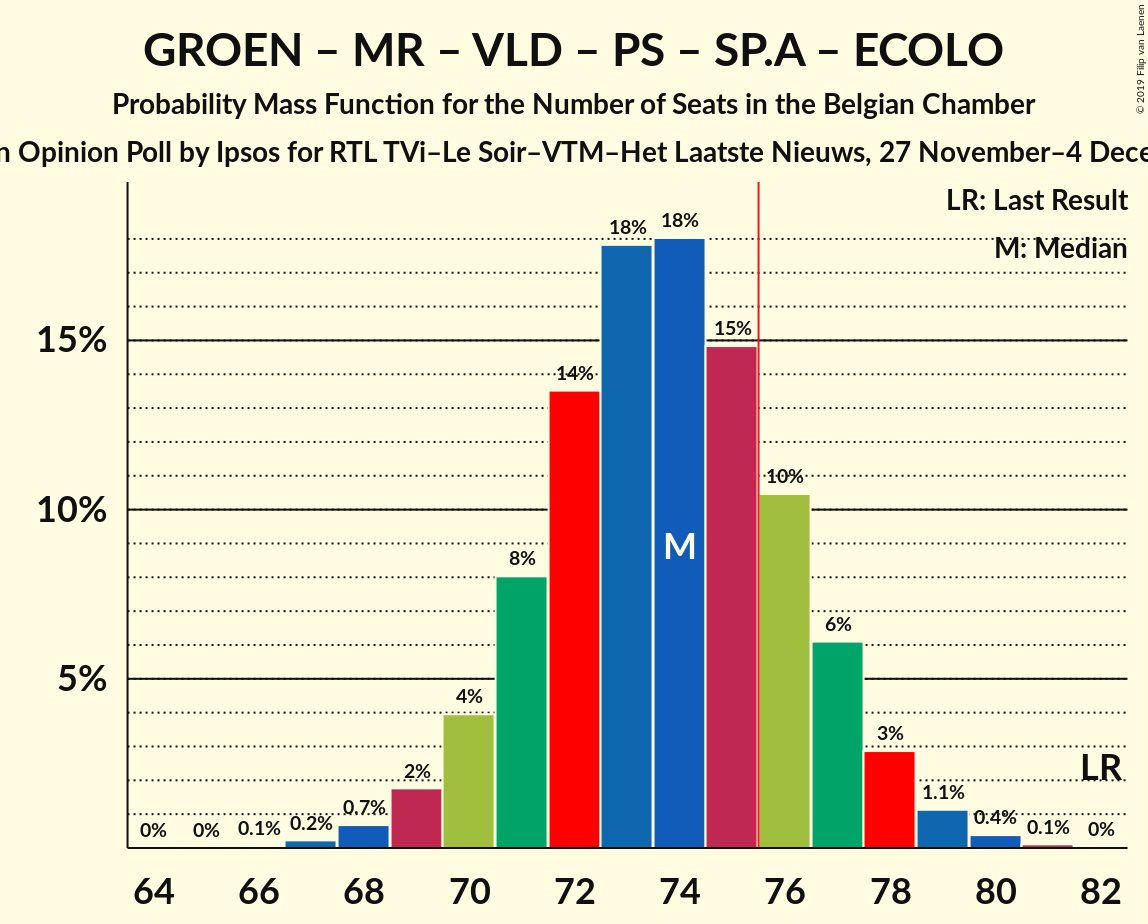 GROEN – MR – VLD – PS – SP.A – ECOLO
Probability Mass Function for the Number of Seats in the Belgian Chamber
n Opinion Poll by Ipsos for RTL TVi–Le Soir–VTM–Het Laatste Nieuws, 27 November–4 Dece
© 2019 Filip van Laenen
LR: Last Result
M: Median
15%
10%
5%
0%
0%
0.1%
0.2%
0.7%
2%
4%
8%
14%
18%
18%
15%
10%
6%
3%
1.1%
0.4%
0.1%
0%
M
LR
64 66 68 70 72 74 76 78 80 82